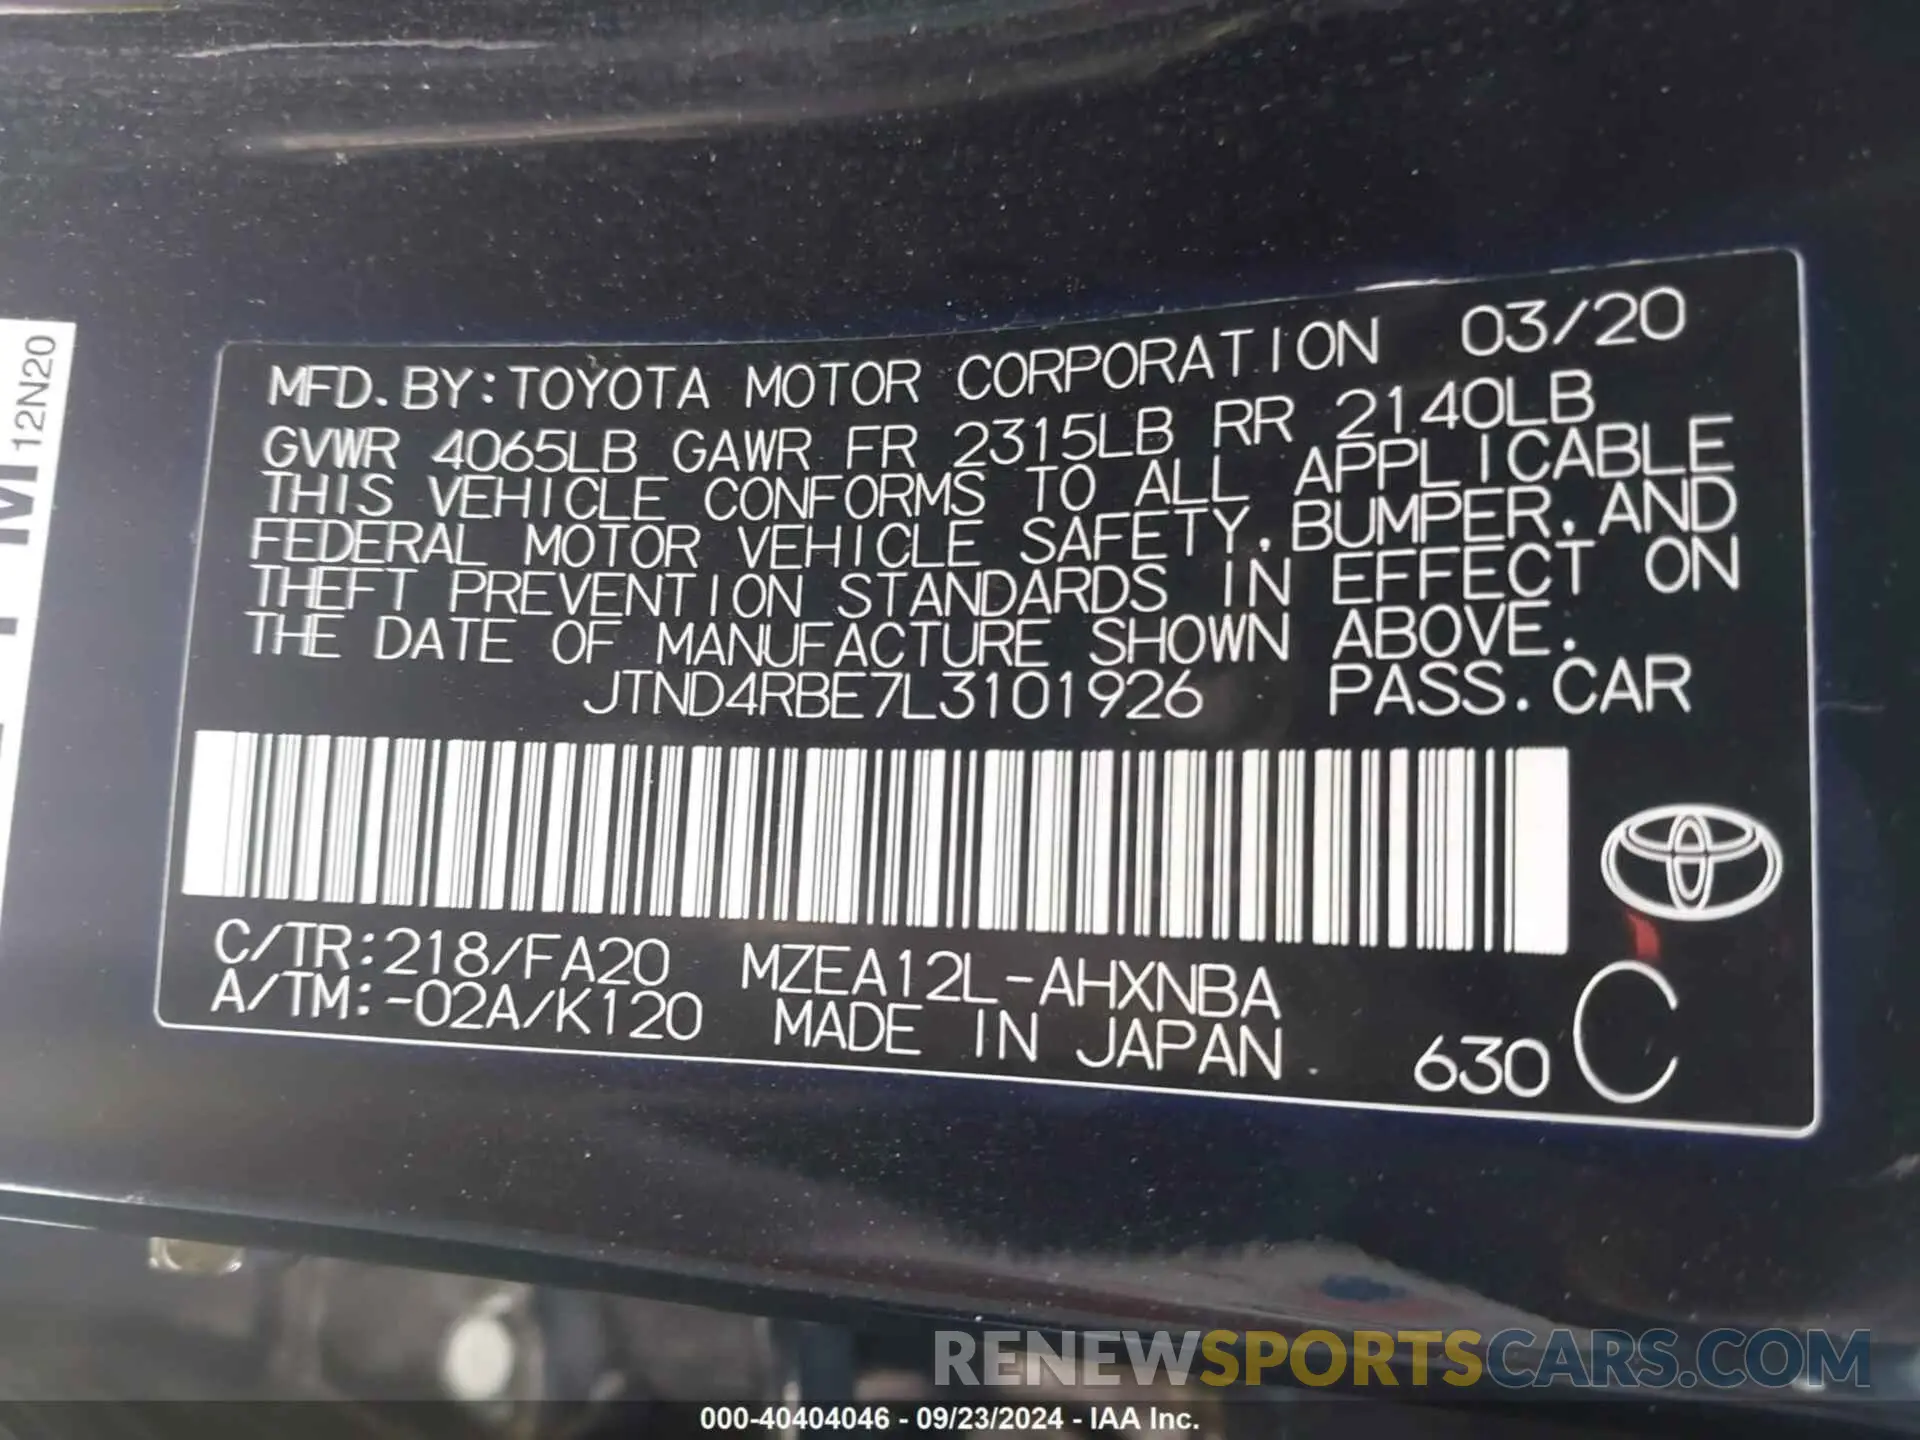 MFD. BY: TOYOTA MOTOR CORPORATION 03/20
GVWR 4065LB GAWR FR 2315LB RR 2140LB
THIS VEHICLE CONFORMS TO ALL APPLICABLE
FEDERAL MOTOR VEHICLE SAFETY, BUMPER, AND
THEFT PREVENTION STANDARDS IN EFFECT ON
THE DATE OF MANUFACTURE SHOWN ABOVE.
JTND4RBE7L3101926 PASS. CAR
C/TR:218/FA20 MZEA12L-AHXNBA
A/TM:-02A/K120 MADE IN JAPAN 630 C
12N20
RENEWSPORTSCARS.COM
000-40404046 - 09/23/2024 - IAA Inc.